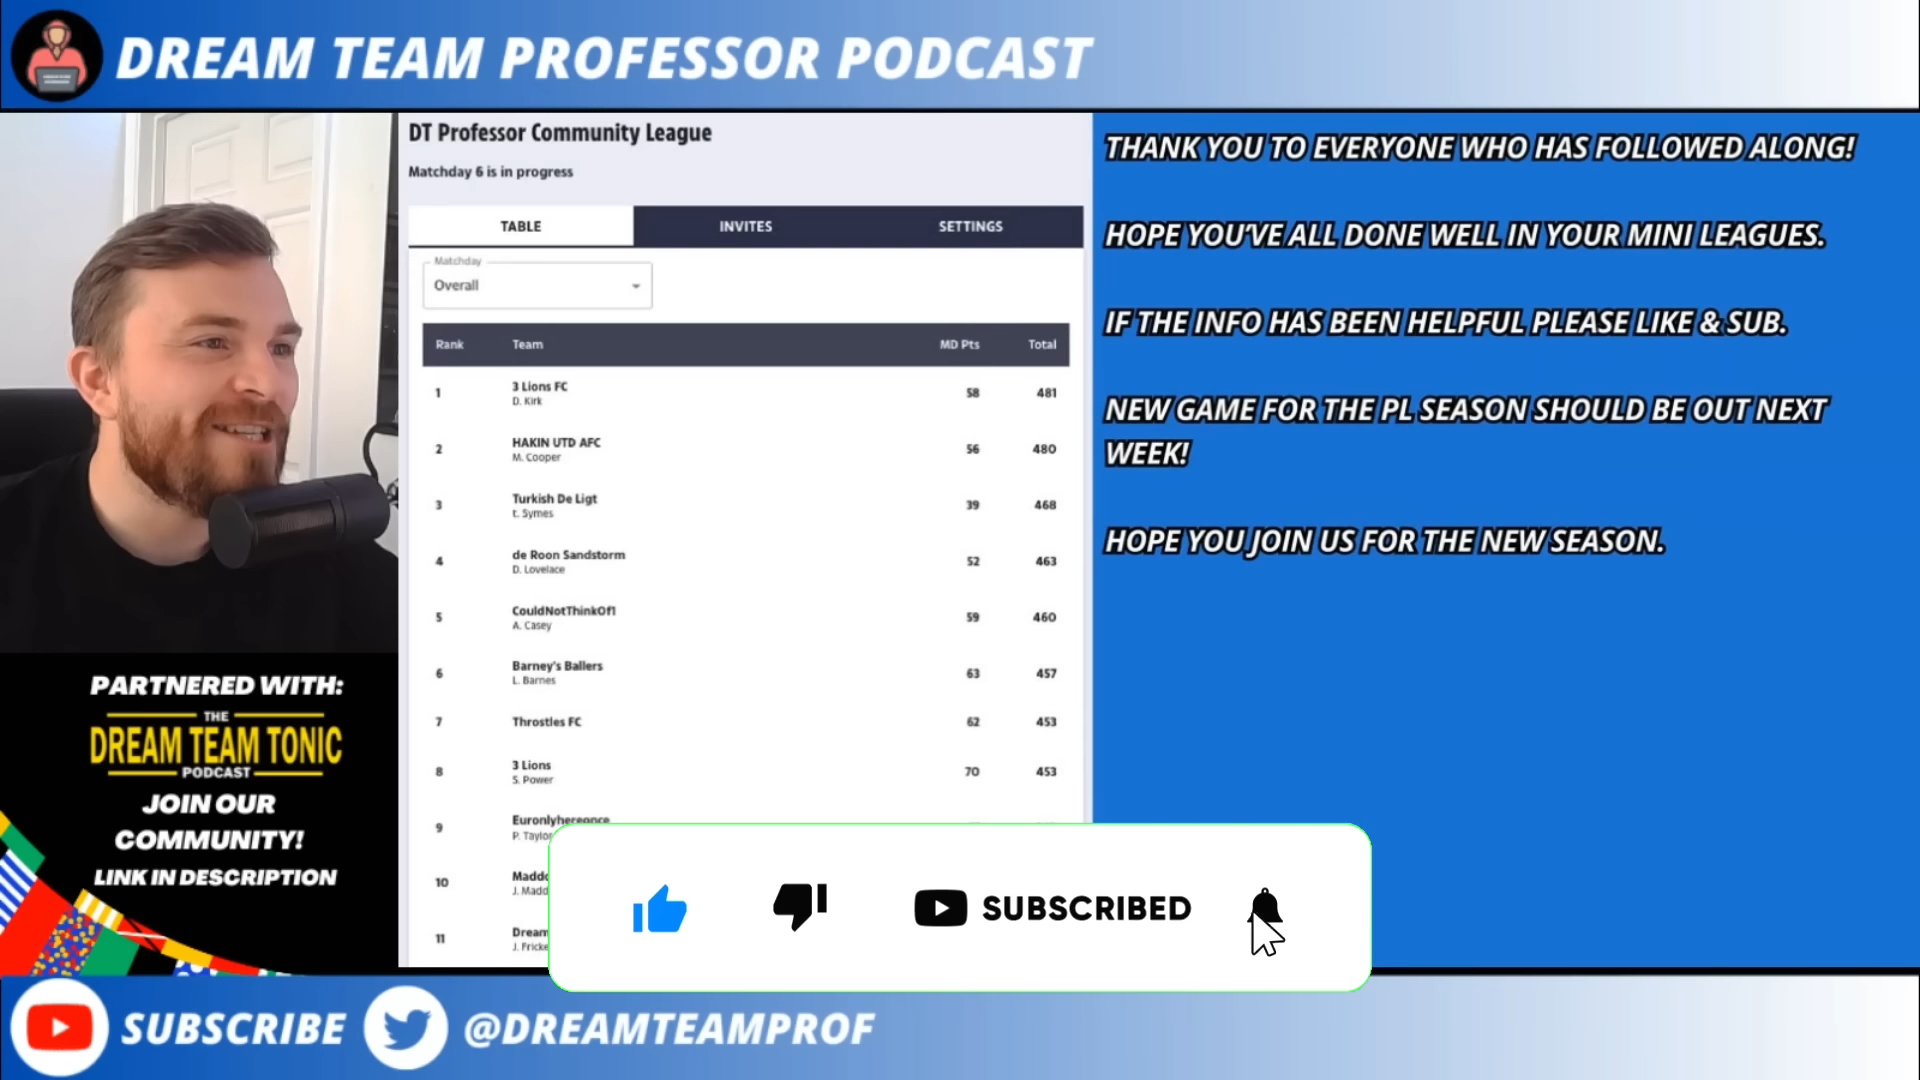 DREAM TEAM PROFESSOR PODCAST
DT Professor Community League
Matchday 6 is in progress
TABLE INVITES SETTINGS
Matchday
Overall
Rank Team MD Pts Total
1 3 Lions FC 58 481
D. Kirk
2 HAKIN UTD AFC 56 480
M. Cooper
3 Turkish De Ligt 39 468
t. Symes
4 de Roon Sandstorm 52 463
D. Lovelace
5 CouldNotThinkOf1 59 460
A. Casey
6 Barney's Ballers 63 457
L. Barnes
7 Throstles FC 62 453
8 3 Lions 70 453
S. Power
9 Euronlyhereonce
P. Taylor
10 Maddo
J. Madd
11 Dream
J. Fricke
THANK YOU TO EVERYONE WHO HAS FOLLOWED ALONG!
HOPE YOU'VE ALL DONE WELL IN YOUR MINI LEAGUES.
IF THE INFO HAS BEEN HELPFUL PLEASE LIKE & SUB.
NEW GAME FOR THE PL SEASON SHOULD BE OUT NEXT
WEEK!
HOPE YOU JOIN US FOR THE NEW SEASON.
PARTNERED WITH:
THE
DREAM TEAM TONIC
PODCAST
JOIN OUR
COMMUNITY!
LINK IN DESCRIPTION
SUBSCRIBED
SUBSCRIBE @DREAMTEAMPROF